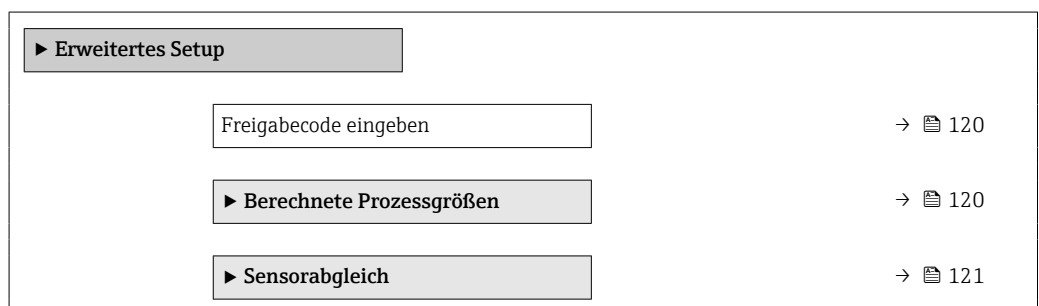 ▶ Erweitertes Setup
Freigabecode eingeben → 120
▶ Berechnete Prozessgrößen → 120
▶ Sensorabgleich → 121